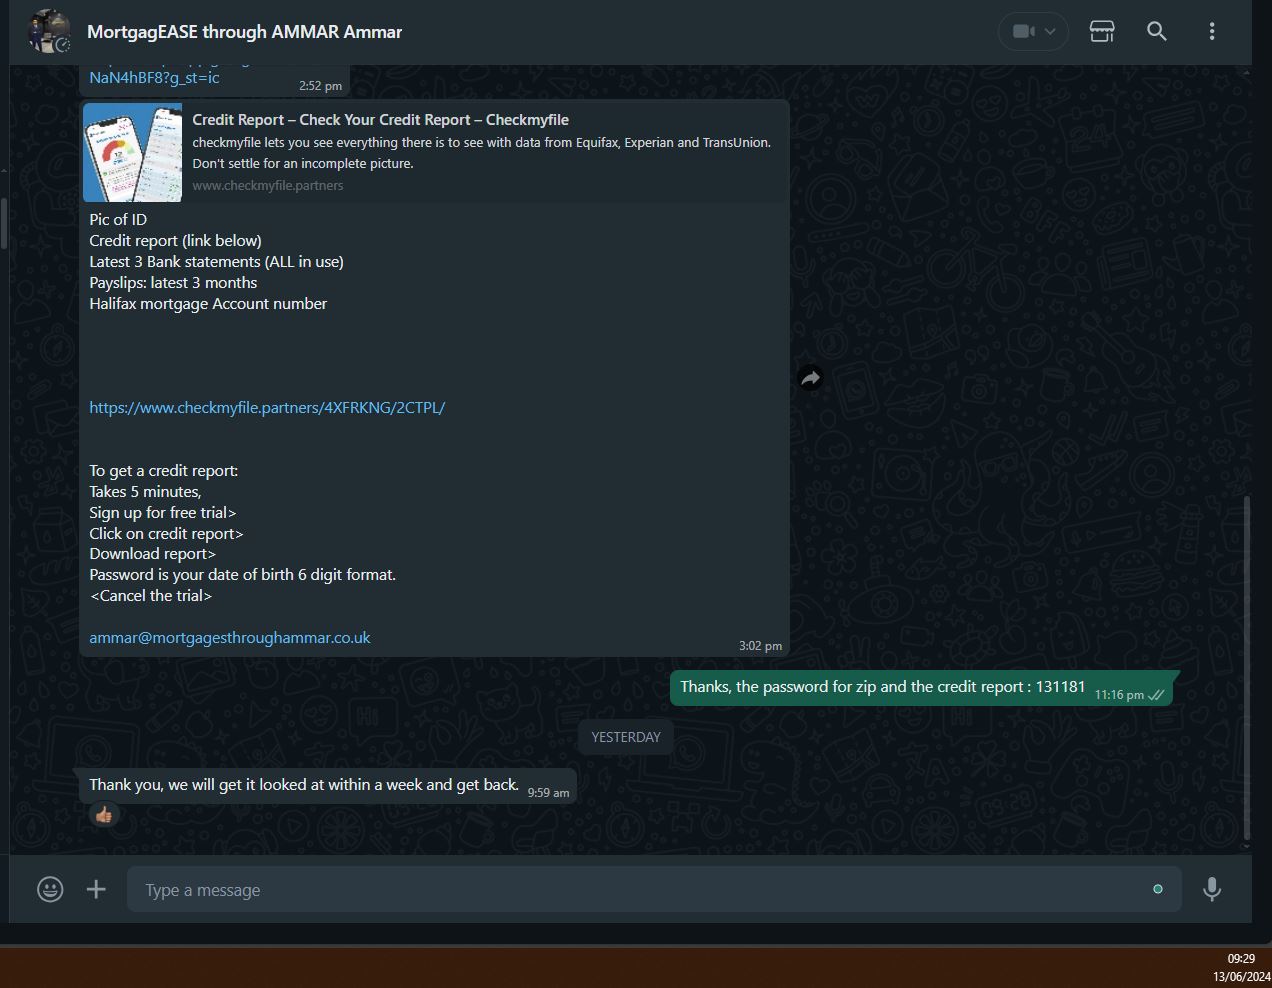 MortgagEASE through AMMAR Ammar
NaN4hBF8?g_st=ic
2:52 pm
Credit Report – Check Your Credit Report – Checkmyfile
checkmyfile lets you see everything there is to see with data from Equifax, Experian and TransUnion.
Don't settle for an incomplete picture.
www.checkmyfile.partners
Pic of ID
Credit report (link below)
Latest 3 Bank statements (ALL in use)
Payslips: latest 3 months
Halifax mortgage Account number
https://www.checkmyfile.partners/4XFRKNG/2CTPL/
To get a credit report:
Takes 5 minutes,
Sign up for free trial>
Click on credit report>
Download report>
Password is your date of birth 6 digit format.
<Cancel the trial>
ammar@mortgagesthroughammar.co.uk
3:02 pm
Thanks, the password for zip and the credit report : 131181
11:16 pm
YESTERDAY
Thank you, we will get it looked at within a week and get back.
9:59 am
Type a message
09:29
13/06/2024